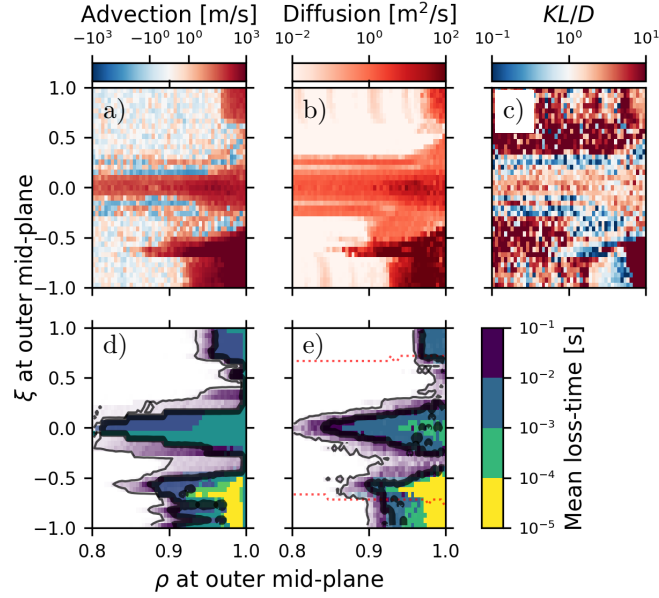 Advection [m/s] Diffusion [m²/s] KL/D
−10³ −10⁰ 10⁰ 10³ 10⁻² 10⁰ 10² 10⁻¹ 10⁰ 10¹
1.0
a) b) c)
0.5
0.0
−0.5
−1.0
ξ at outer mid-plane
1.0
d) e)
0.5
0.0
−0.5
−1.0
0.8 0.9 1.0 0.8 0.9 1.0
ρ at outer mid-plane
10⁻¹
10⁻²
10⁻³
10⁻⁴
10⁻⁵
Mean loss-time [s]